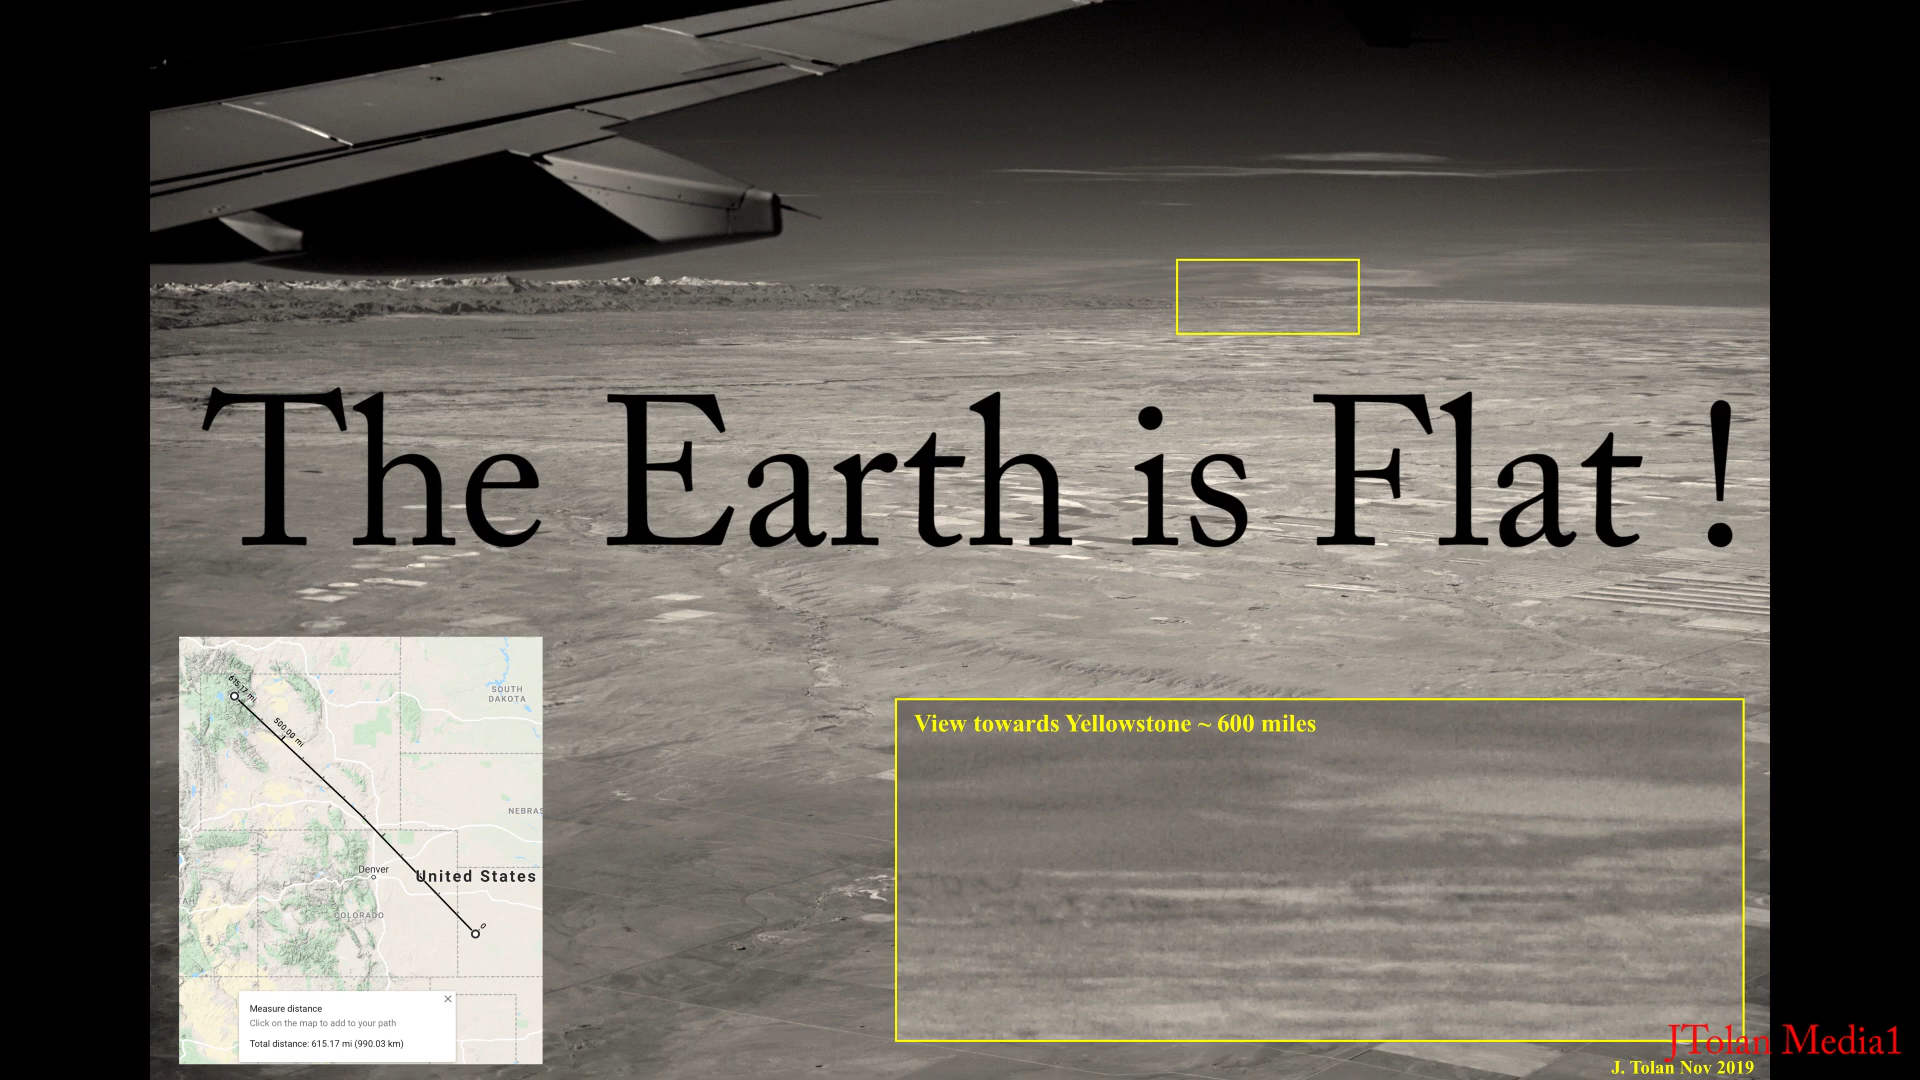 The Earth is Flat !
615.17 mi
500.00 mi
SOUTH
DAKOTA
NEBRAS
Denver
United States
COLORADO
TAH
0
Measure distance
Click on the map to add to your path
Total distance: 615.17 mi (990.03 km)
View towards Yellowstone ~ 600 miles
JTolan Media1
J. Tolan Nov 2019